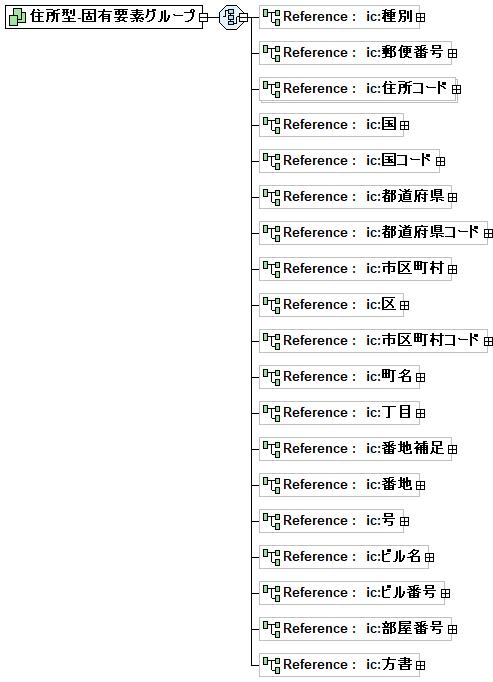 住所型-固有要素グループ
Reference : ic:種別
Reference : ic:郵便番号
Reference : ic:住所コード
Reference : ic:国
Reference : ic:国コード
Reference : ic:都道府県
Reference : ic:都道府県コード
Reference : ic:市区町村
Reference : ic:区
Reference : ic:市区町村コード
Reference : ic:町名
Reference : ic:丁目
Reference : ic:番地補足
Reference : ic:番地
Reference : ic:号
Reference : ic:ビル名
Reference : ic:ビル番号
Reference : ic:部屋番号
Reference : ic:方書